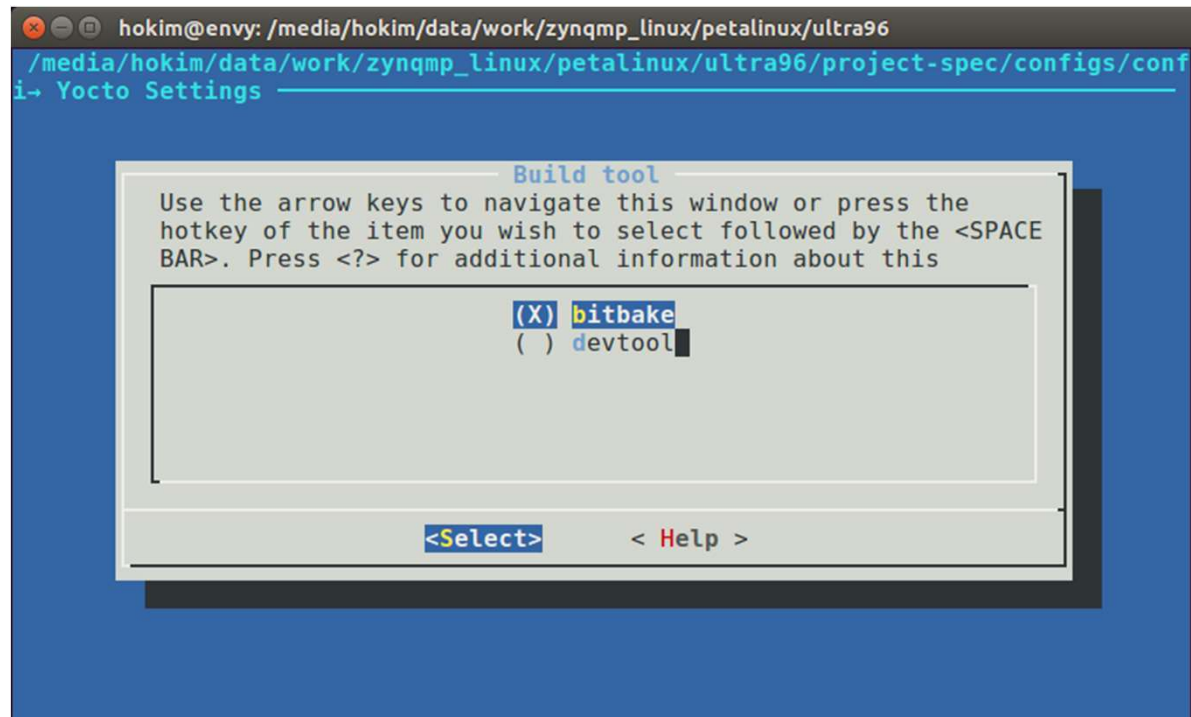 hokim@envy: /media/hokim/data/work/zynqmp_linux/petalinux/ultra96
/media/hokim/data/work/zynqmp_linux/petalinux/ultra96/project-spec/configs/conf
i→ Yocto Settings
Build tool
Use the arrow keys to navigate this window or press the
hotkey of the item you wish to select followed by the <SPACE
BAR>. Press <?> for additional information about this
(X) bitbake
( ) devtool
<Select> < Help >